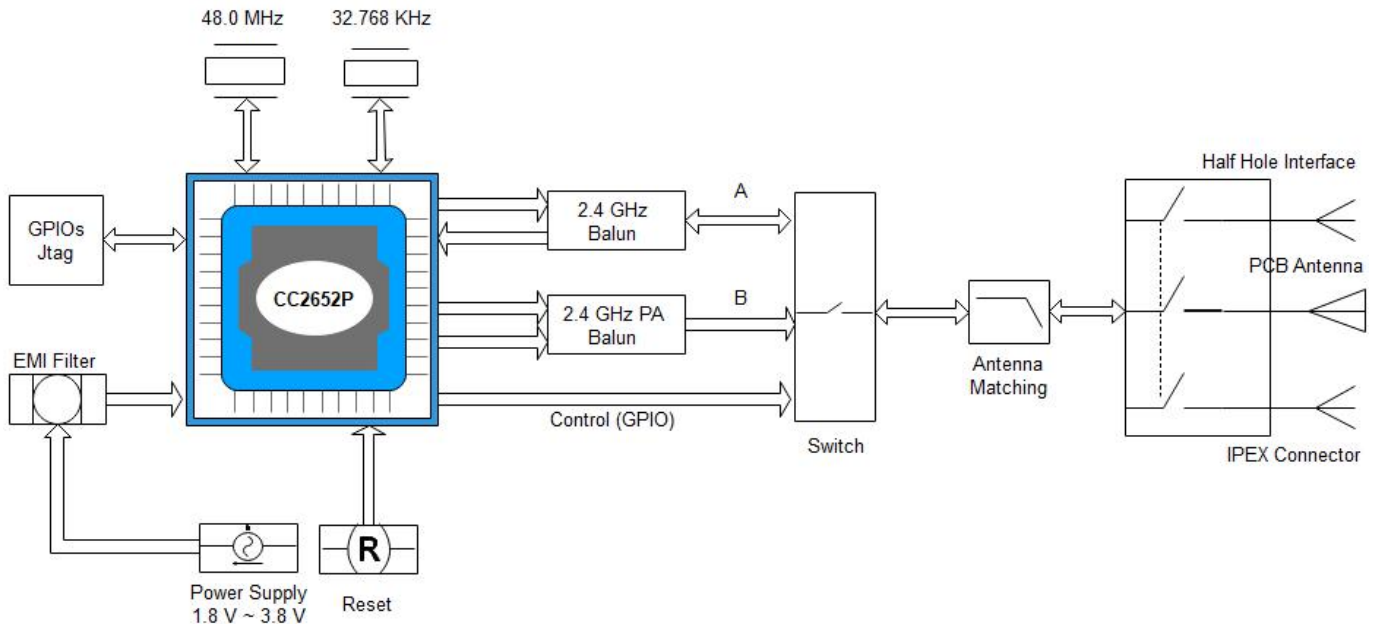 48.0 MHz
32.768 KHz
Half Hole Interface
GPIOs
Jtag
2.4 GHz
Balun
A
PCB Antenna
CC2652P
2.4 GHz PA
Balun
B
EMI Filter
Antenna
Matching
Control (GPIO)
Switch
IPEX Connector
R
Power Supply
1.8 V ~ 3.8 V
Reset